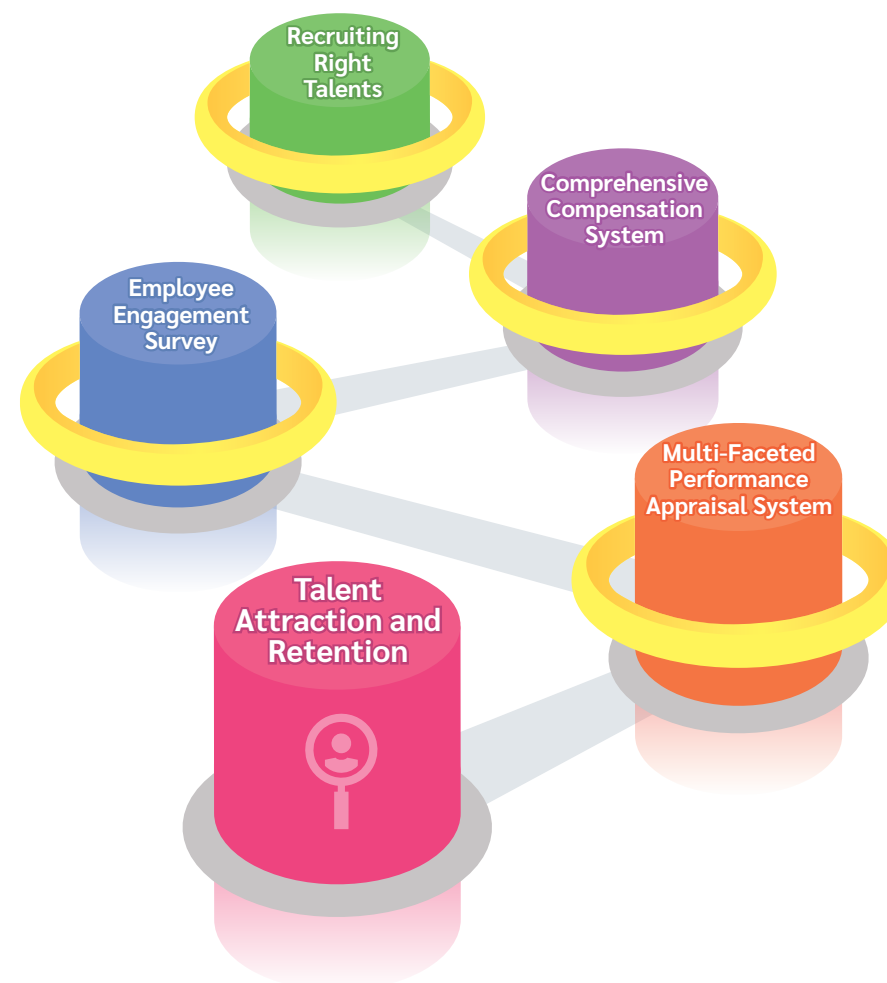 Recruiting
Right
Talents
Comprehensive
Compensation
System
Employee
Engagement
Survey
Multi-Faceted
Performance
Appraisal System
Talent
Attraction and
Retention